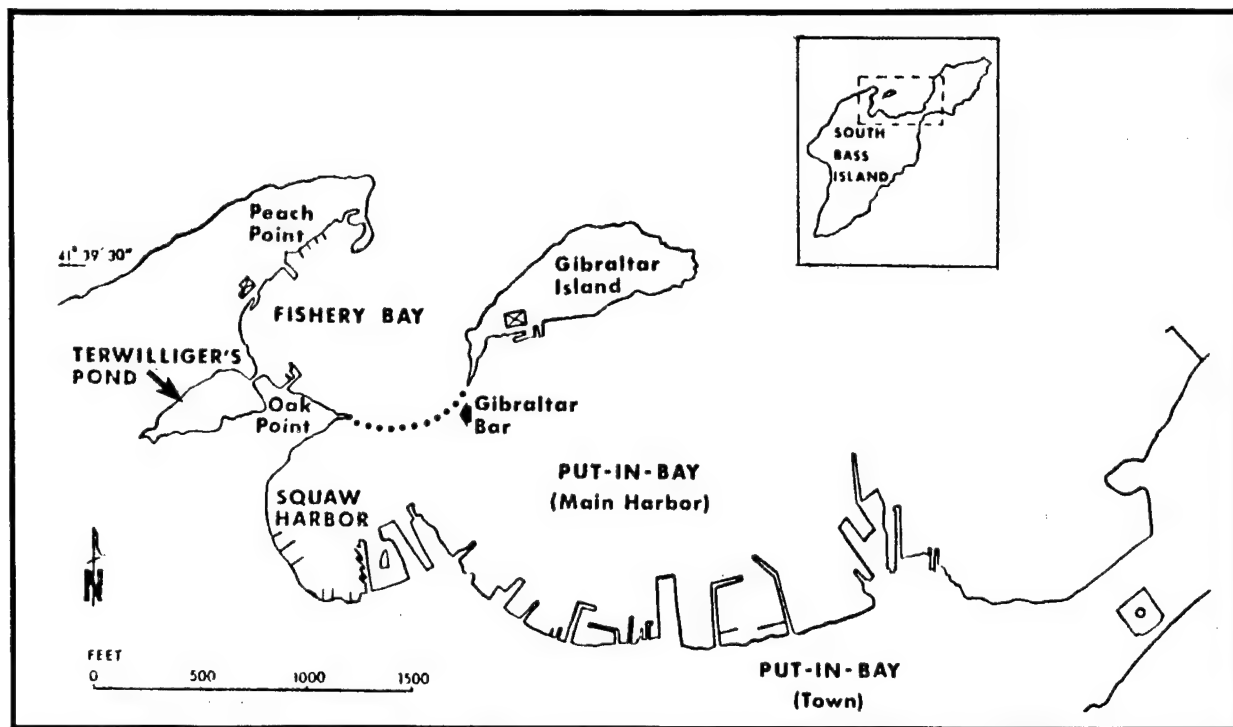 SOUTH
BASS
ISLAND
Peach
Point
41° 39′ 30″
Gibraltar
Island
FISHERY BAY
TERWILLIGER'S
POND
Oak
Point
Gibraltar
Bar
PUT-IN-BAY
(Main Harbor)
SQUAW
HARBOR
N
FEET
0 500 1000 1500
PUT-IN-BAY
(Town)